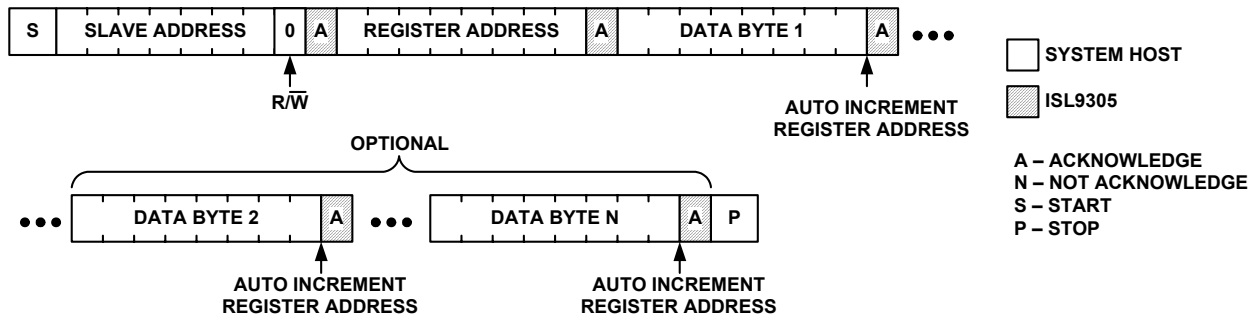 S SLAVE ADDRESS 0 A REGISTER ADDRESS A DATA BYTE 1 A •••
R/W̅
AUTO INCREMENT
REGISTER ADDRESS
SYSTEM HOST
ISL9305
A – ACKNOWLEDGE
N – NOT ACKNOWLEDGE
S – START
P – STOP
OPTIONAL
••• DATA BYTE 2 A ••• DATA BYTE N A P
AUTO INCREMENT
REGISTER ADDRESS
AUTO INCREMENT
REGISTER ADDRESS